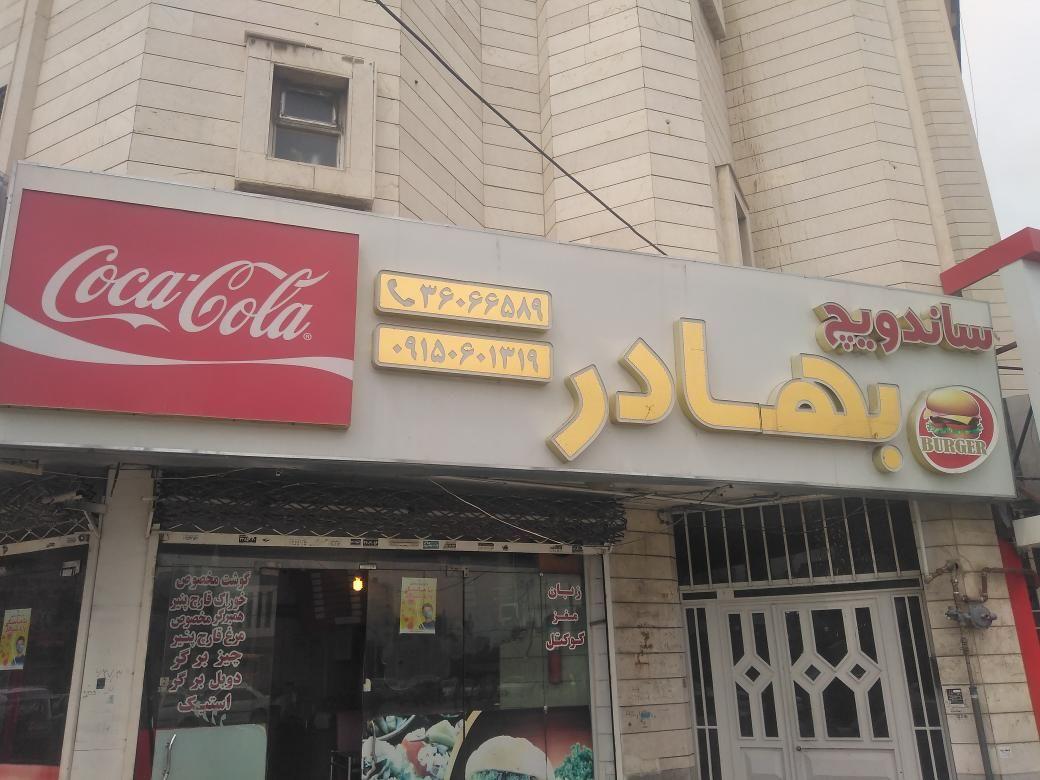 Coca-Cola
۳۶۰۶۶۵۸۹
۰۹۱۵۰۶۰۱۳۱۹
ساندویچ
بهادر
BURGER
گوشت مخصوص
خوراک قارچ پنیر
همبرگر مخصوص
مرغ قارچ پنیر
چیز برگر
دوبل برگر
استیک
زبان
مغز
کوکتل